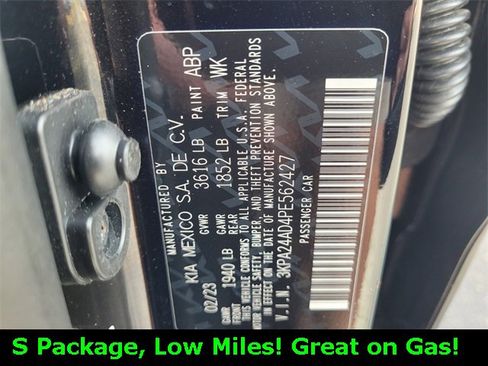 MANUFACTURED BY
KIA MEXICO S.A. DE C.V.
02/23 GVWR 3616 LB PAINT ABP
GAWR FRONT 1940 LB GAWR REAR 1852 LB TRIM WK
THIS VEHICLE CONFORMS TO ALL APPLICABLE U.S.A. FEDERAL
MOTOR VEHICLE SAFETY, BUMPER, AND THEFT PREVENTION STANDARDS
IN EFFECT ON THE DATE OF MANUFACTURE SHOWN ABOVE.
V.I.N. 3KPA24AD4PE562427
PASSENGER CAR
S Package, Low Miles! Great on Gas!